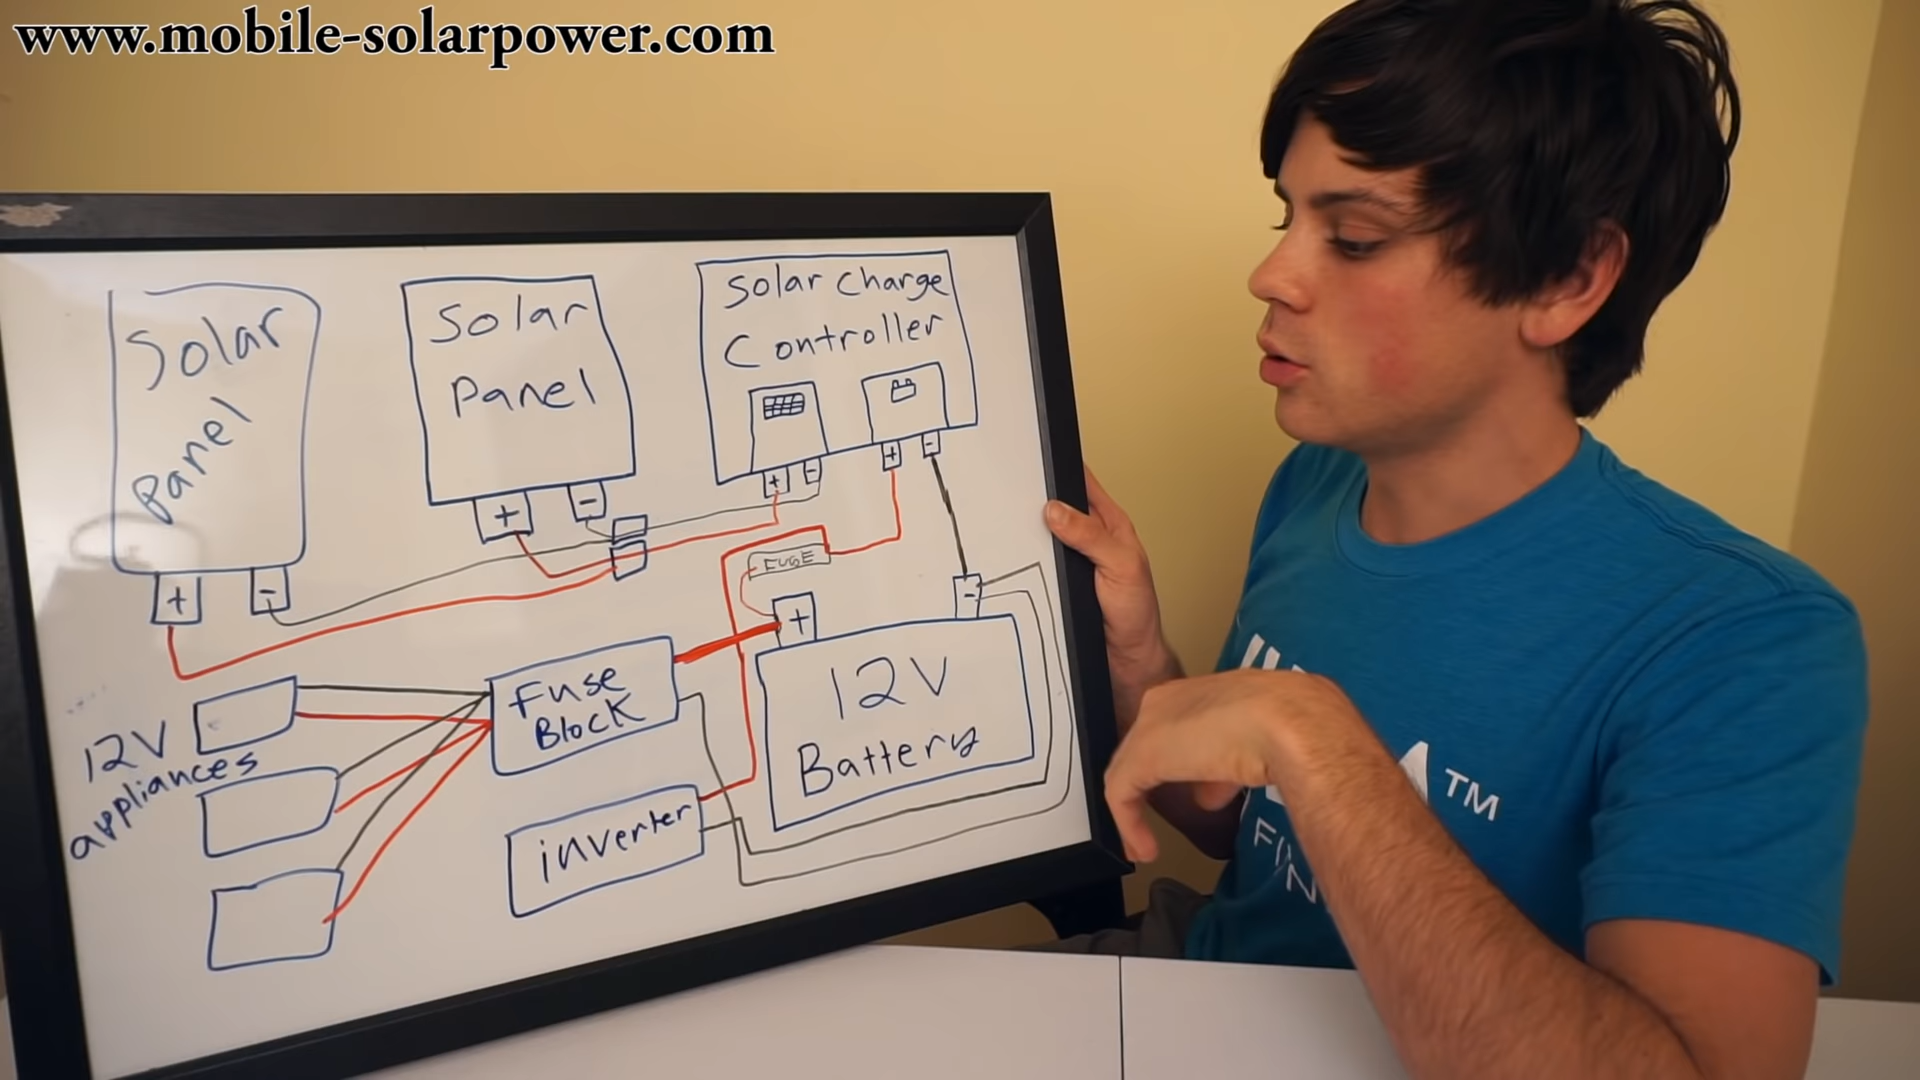 www.mobile-solarpower.com
Solar
Panel
+
-
Solar
Panel
+
-
Solar Charge
Controller
+
-
+
-
FUSE
+
-
12V
Battery
Fuse
Block
inverter
12V
appliances
TM